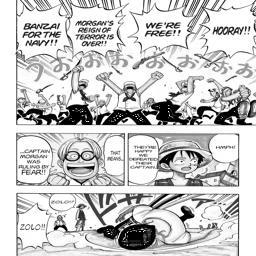 BANZAI
FOR THE
NAVY!!
MORGAN'S
REIGN OF
TERROR IS
OVER!!
WE'RE
FREE!!
HOORAY!!
...CAPTAIN
MORGAN
WAS
RULING BY
FEAR!!
THAT
MEANS...
THEY'RE
HAPPY WE
DEFEATED
THEIR
CAPTAIN.
HMPH!
ZOLO!!
ZOLO!!